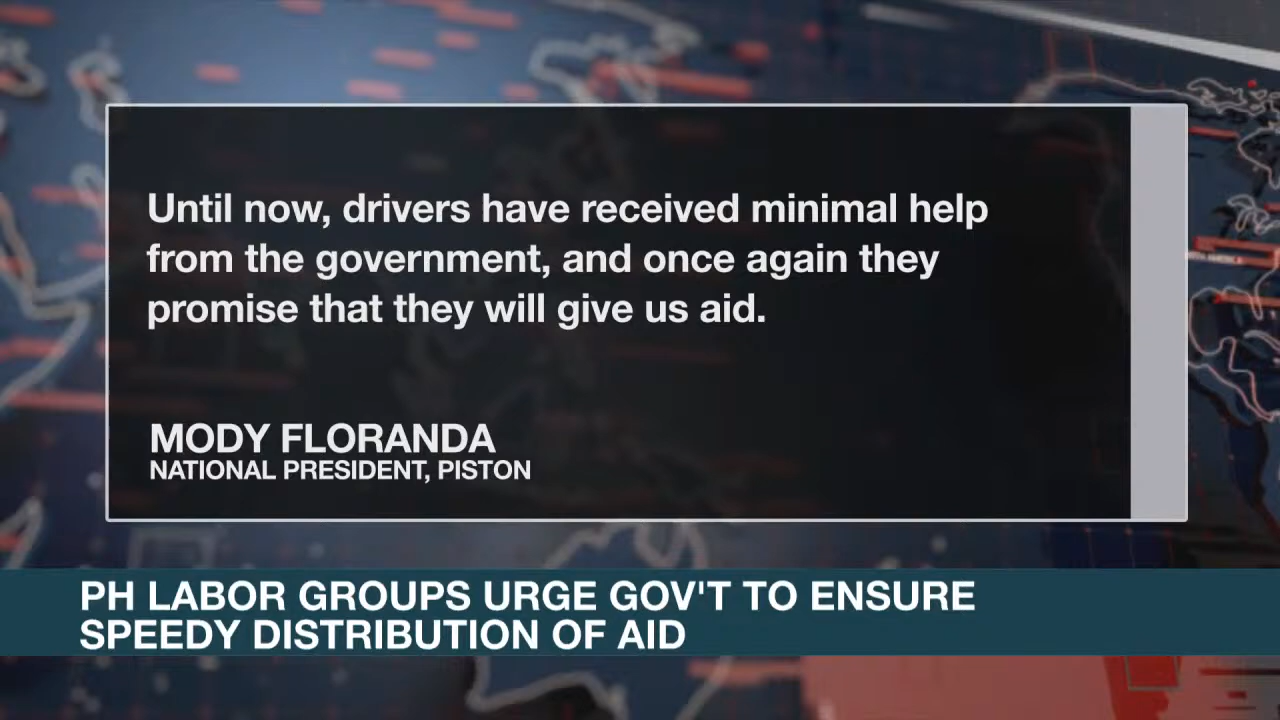 Until now, drivers have received minimal help
from the government, and once again they
promise that they will give us aid.
MODY FLORANDA
NATIONAL PRESIDENT, PISTON
PH LABOR GROUPS URGE GOV'T TO ENSURE
SPEEDY DISTRIBUTION OF AID